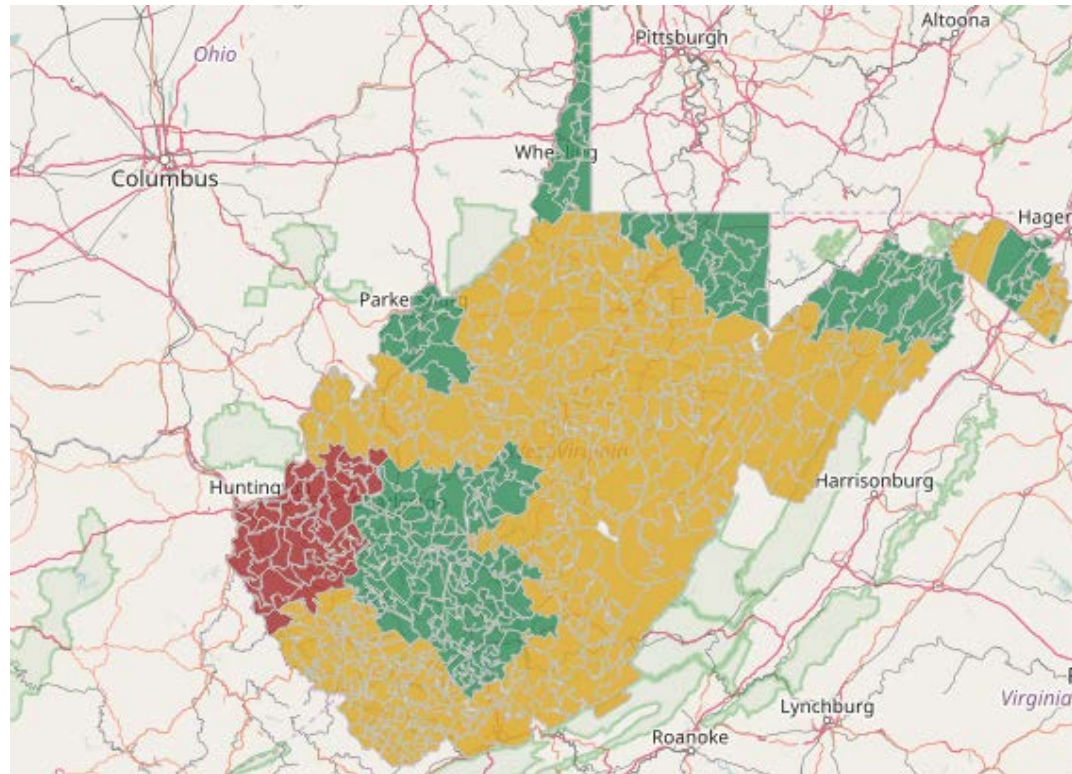 Altoona
Pittsburgh
Ohio
Columbus
Hager
Harrisonburg
Lynchburg
Virginia
Roanoke